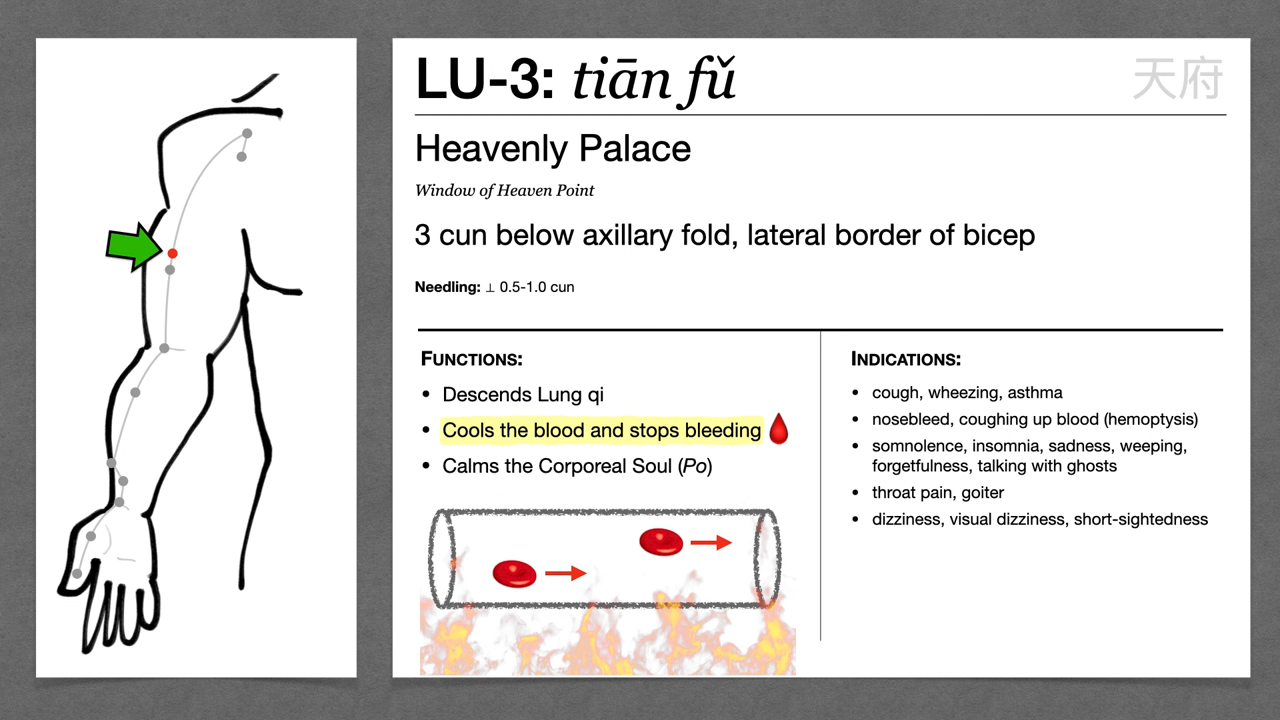 LU-3: tiān fǔ
天府
Heavenly Palace
Window of Heaven Point
3 cun below axillary fold, lateral border of bicep
Needling: ⊥ 0.5-1.0 cun
FUNCTIONS:
• Descends Lung qi
• Cools the blood and stops bleeding
• Calms the Corporeal Soul (Po)
INDICATIONS:
• cough, wheezing, asthma
• nosebleed, coughing up blood (hemoptysis)
• somnolence, insomnia, sadness, weeping,
forgetfulness, talking with ghosts
• throat pain, goiter
• dizziness, visual dizziness, short-sightedness